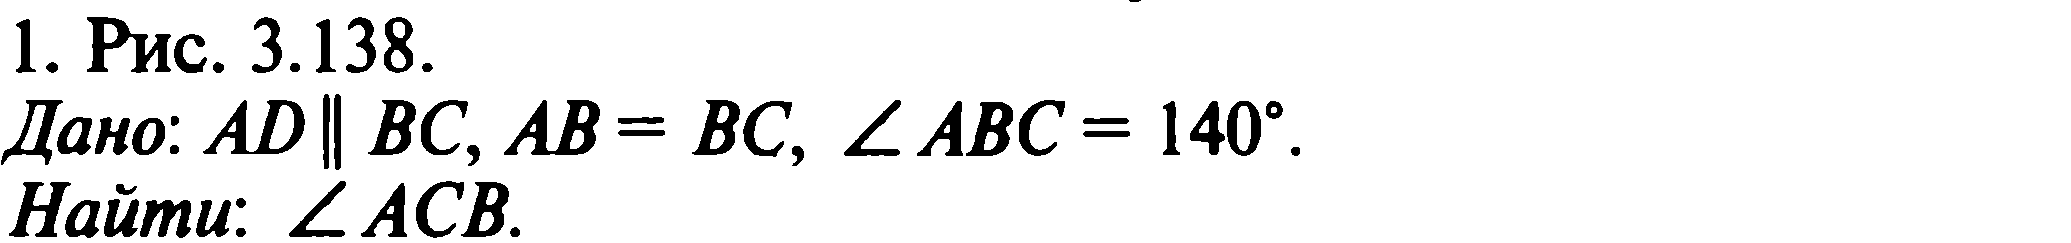 1. Рис. 3.138.
Дано: AD ∥ BC, AB = BC, ∠ABC = 140°.
Найти: ∠ACB.